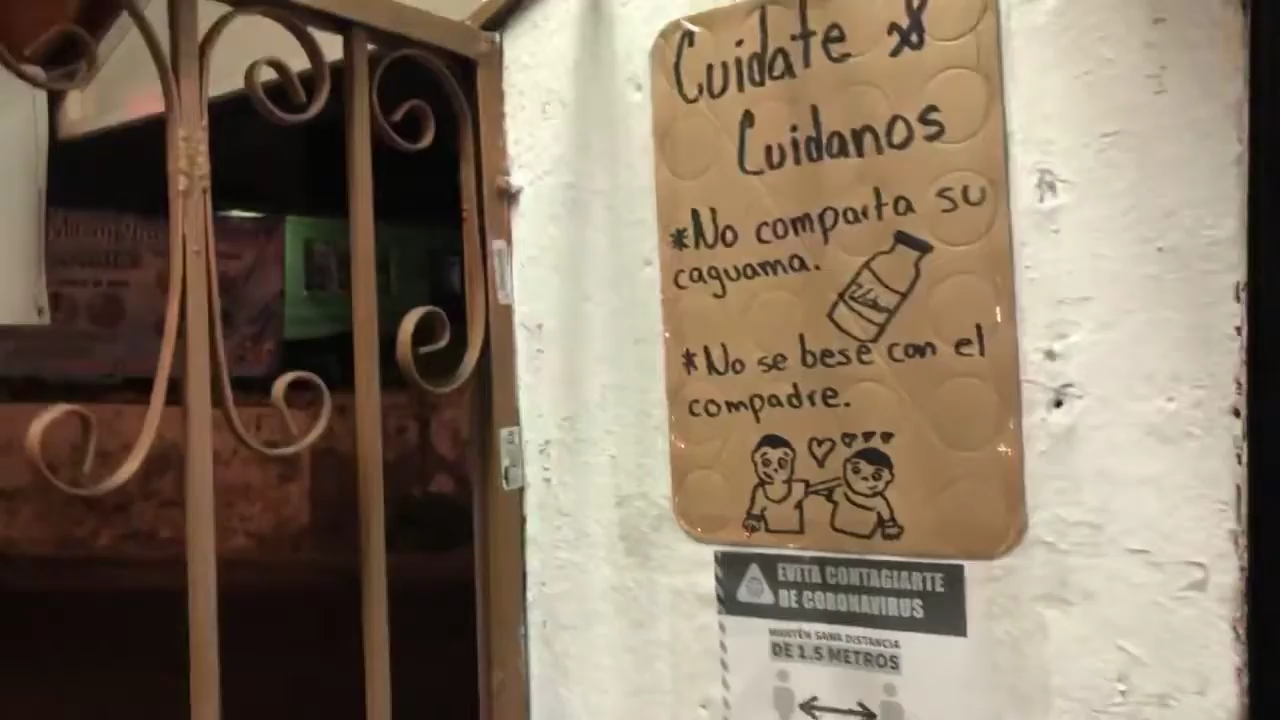 Cuidate &
Cuidanos
*No comparta su
caguama.
*No se bese con el
compadre.
EVITA CONTAGIARTE
DE CORONAVIRUS
MANTÉN SANA DISTANCIA
DE 1.5 METROS